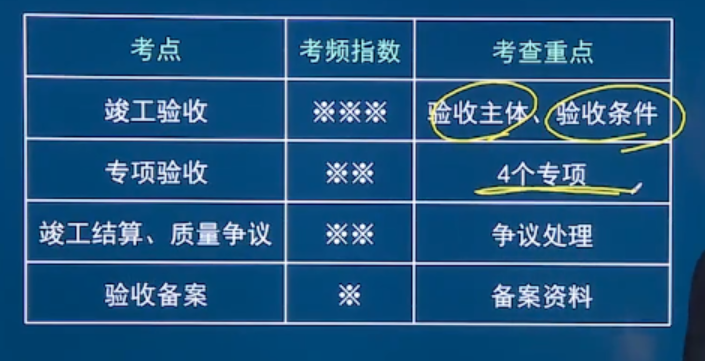 考点 考频指数 考查重点
竣工验收 ※※※ 验收主体、验收条件
专项验收 ※※ 4个专项
竣工结算、质量争议 ※※ 争议处理
验收备案 ※ 备案资料